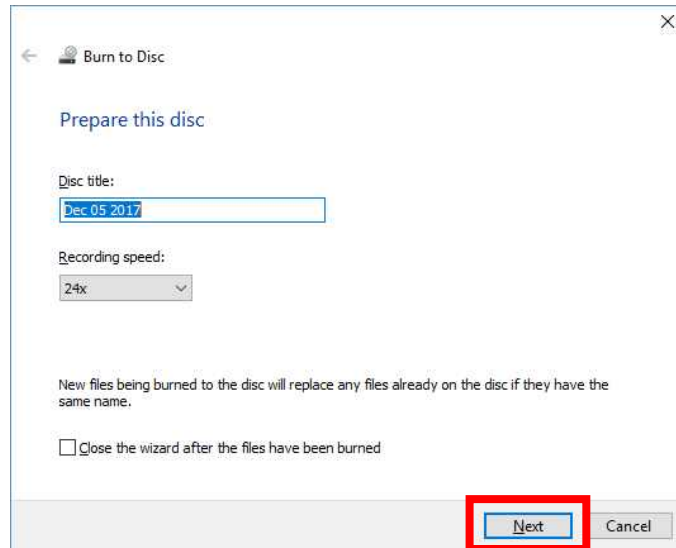 Burn to Disc
Prepare this disc
Disc title:
Dec 05 2017
Recording speed:
24x
New files being burned to the disc will replace any files already on the disc if they have the
same name.
Close the wizard after the files have been burned
Next Cancel